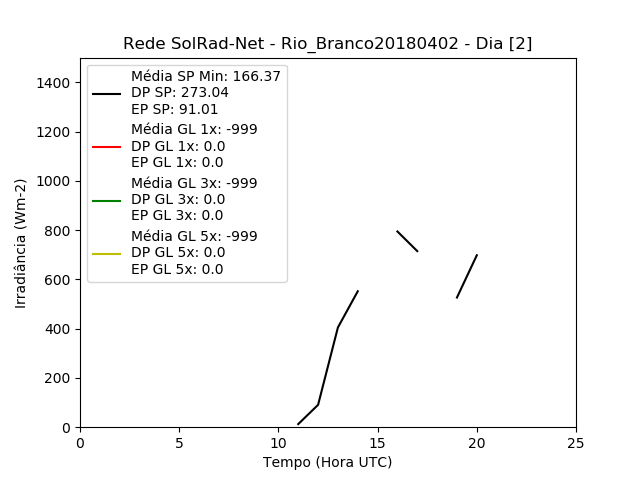 Rede SolRad-Net - Rio_Branco20180402 - Dia [2]
Média SP Min: 166.37
DP SP: 273.04
EP SP: 91.01
Média GL 1x: -999
DP GL 1x: 0.0
EP GL 1x: 0.0
Média GL 3x: -999
DP GL 3x: 0.0
EP GL 3x: 0.0
Média GL 5x: -999
DP GL 5x: 0.0
EP GL 5x: 0.0
Irradiância (Wm-2)
1400
1200
1000
800
600
400
200
0
0 5 10 15 20 25
Tempo (Hora UTC)